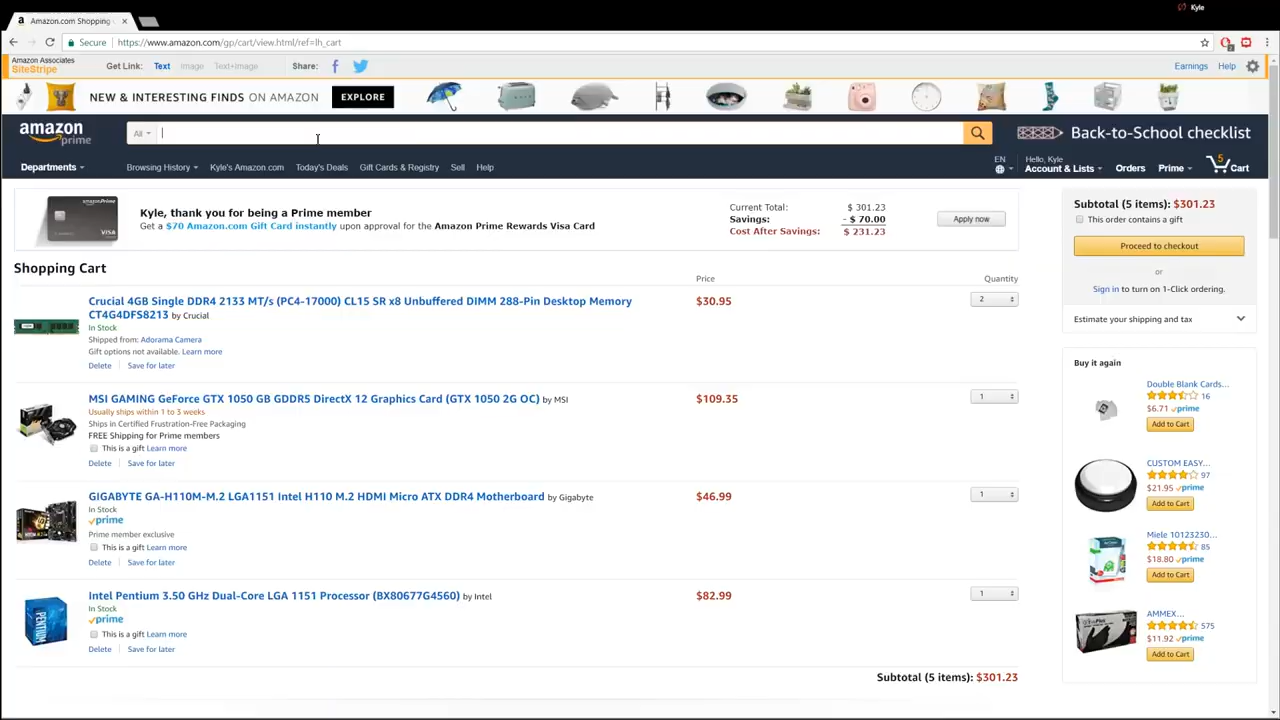 Kyle
Amazon.com Shopping
Secure https://www.amazon.com/gp/cart/view.html/ref=lh_cart
Amazon Associates
SiteStripe
Get Link: Text Image Text+Image Share: Earnings Help
NEW & INTERESTING FINDS ON AMAZON EXPLORE
amazon
prime
All
Back-to-School checklist
Departments Browsing History Kyle's Amazon.com Today's Deals Gift Cards & Registry Sell Help
EN
Hello, Kyle
Account & Lists Orders Prime 5 Cart
Kyle, thank you for being a Prime member
Get a $70 Amazon.com Gift Card instantly upon approval for the Amazon Prime Rewards Visa Card
Current Total: $ 301.23
Savings: - $ 70.00
Cost After Savings: $ 231.23
Apply now
Shopping Cart
Price Quantity
Crucial 4GB Single DDR4 2133 MT/s (PC4-17000) CL15 SR x8 Unbuffered DIMM 288-Pin Desktop Memory
CT4G4DFS8213 by Crucial
$30.95 2
In Stock
Shipped from: Adorama Camera
Gift options not available. Learn more
Delete Save for later
MSI GAMING GeForce GTX 1050 GB GDDR5 DirectX 12 Graphics Card (GTX 1050 2G OC) by MSI
$109.35 1
Usually ships within 1 to 3 weeks
Ships in Certified Frustration-Free Packaging
FREE Shipping for Prime members
This is a gift Learn more
Delete Save for later
GIGABYTE GA-H110M-M.2 LGA1151 Intel H110 M.2 HDMI Micro ATX DDR4 Motherboard by Gigabyte
$46.99 1
In Stock
prime
Prime member exclusive
This is a gift Learn more
Delete Save for later
Intel Pentium 3.50 GHz Dual-Core LGA 1151 Processor (BX80677G4560) by Intel
$82.99 1
In Stock
prime
This is a gift Learn more
Delete Save for later
Subtotal (5 items): $301.23
Subtotal (5 items): $301.23
This order contains a gift
Proceed to checkout
or
Sign in to turn on 1-Click ordering.
Estimate your shipping and tax
Buy it again
Double Blank Cards...
16
$6.71 prime
Add to Cart
CUSTOM EASY...
97
$21.95 prime
Add to Cart
Miele 10123230...
85
$18.80 prime
Add to Cart
AMMEX...
575
$11.92 prime
Add to Cart